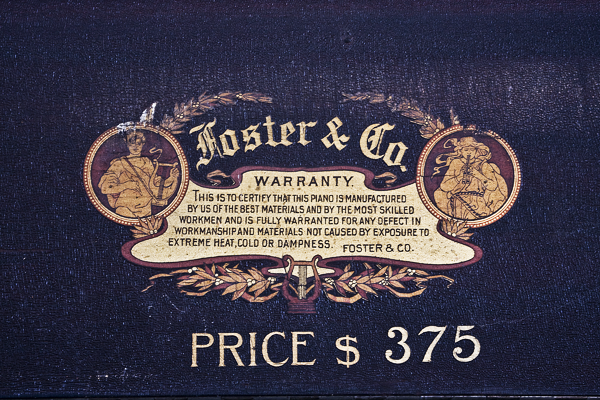 Foster & Co.
WARRANTY.
THIS IS TO CERTIFY THAT THIS PIANO IS MANUFACTURED
BY US OF THE BEST MATERIALS AND BY THE MOST SKILLED
WORKMEN AND IS FULLY WARRANTED FOR ANY DEFECT IN
WORKMANSHIP AND MATERIALS NOT CAUSED BY EXPOSURE TO
EXTREME HEAT, COLD OR DAMPNESS. FOSTER & CO.
PRICE $ 375